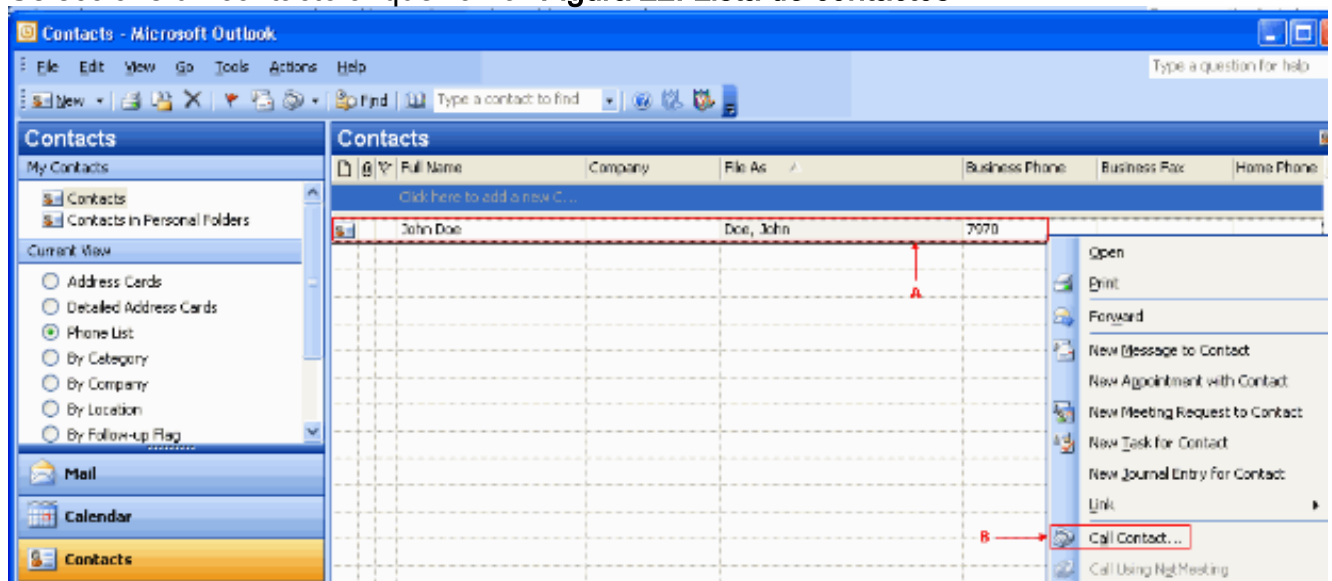 Contacts - Microsoft Outlook
File Edit View Go Tools Actions Help
Type a question for help
New Find Type a contact to find
Contacts
My Contacts
Contacts
Contacts in Personal Folders
Current View
Address Cards
Detailed Address Cards
Phone List
By Category
By Company
By Location
By Follow-up Flag
Mail
Calendar
Contacts
Contacts
Full Name Company File As Business Phone Business Fax Home Phone
Click here to add a new C...
John Doe Doe, John 7970
A
Open
Print
Forward
New Message to Contact
New Appointment with Contact
New Meeting Request to Contact
New Task for Contact
New Journal Entry for Contact
Link
B Call Contact...
Call Using NetMeeting